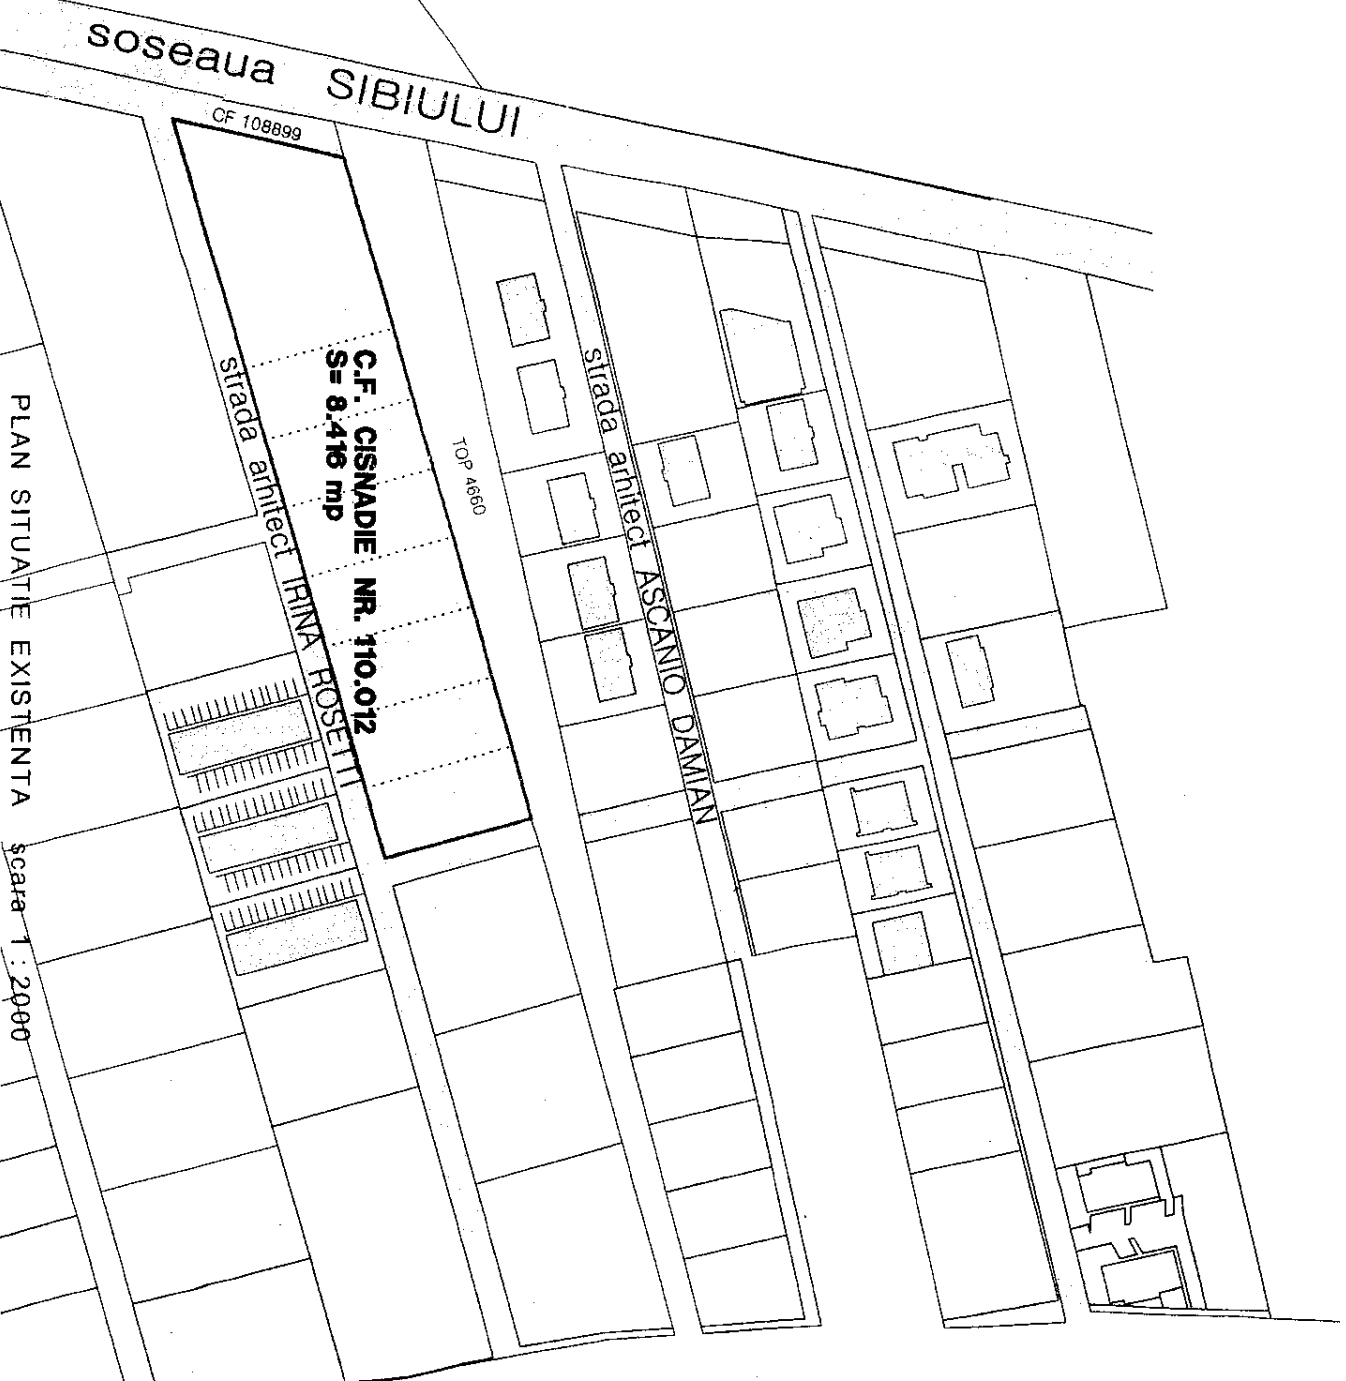 soseaua SIBIULUI
CF 108899
C.F. CISNADIE NR. 110.012
S= 8.416 mp
TOP 4660
strada arhitect IRINA ROSETTI
strada arhitect ASCANIO DAMIAN
PLAN SITUATIE EXISTENTA scara 1:2000